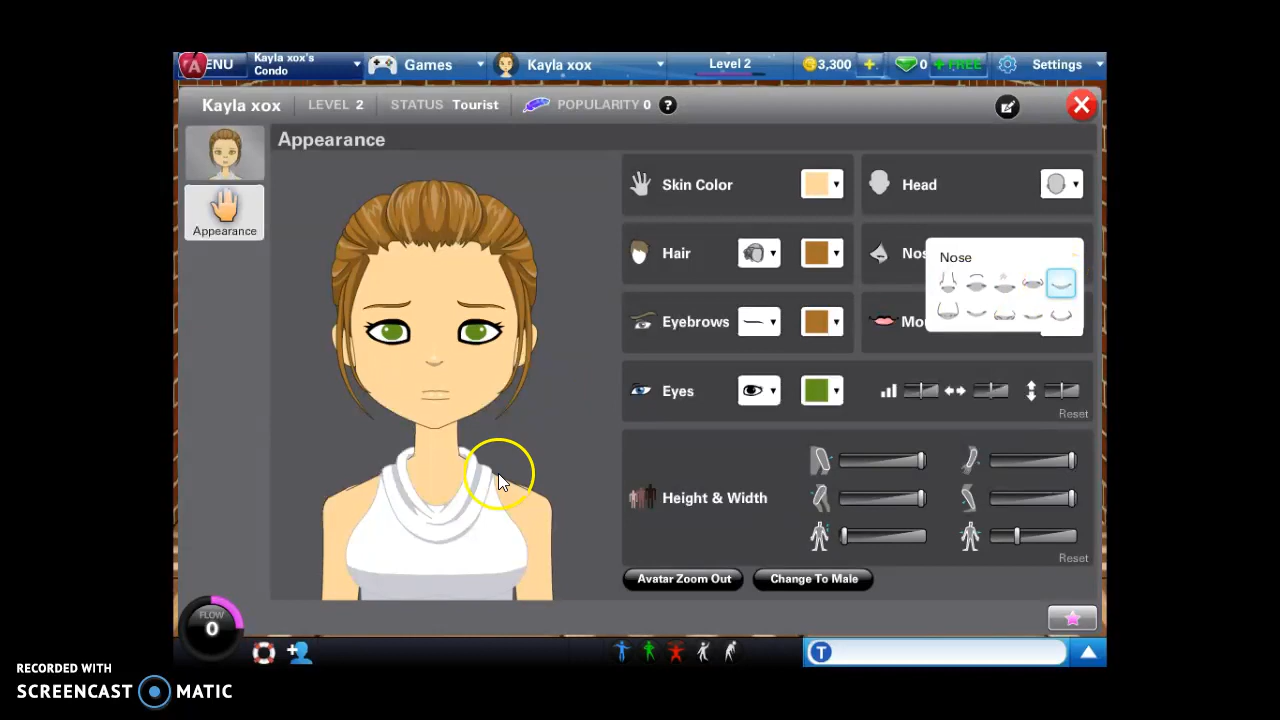 ENU
Kayla xox's
Condo
Games
Kayla xox
Level 2
3,300
+
0
+ FREE
Settings
Kayla xox
LEVEL 2
STATUS Tourist
POPULARITY 0 ?
Appearance
Appearance
Skin Color
Head
Hair
Nos
Nose
Eyebrows
Mou
Eyes
Reset
Height & Width
Reset
Avatar Zoom Out
Change To Male
FLOW
0
T
RECORDED WITH
SCREENCAST MATIC